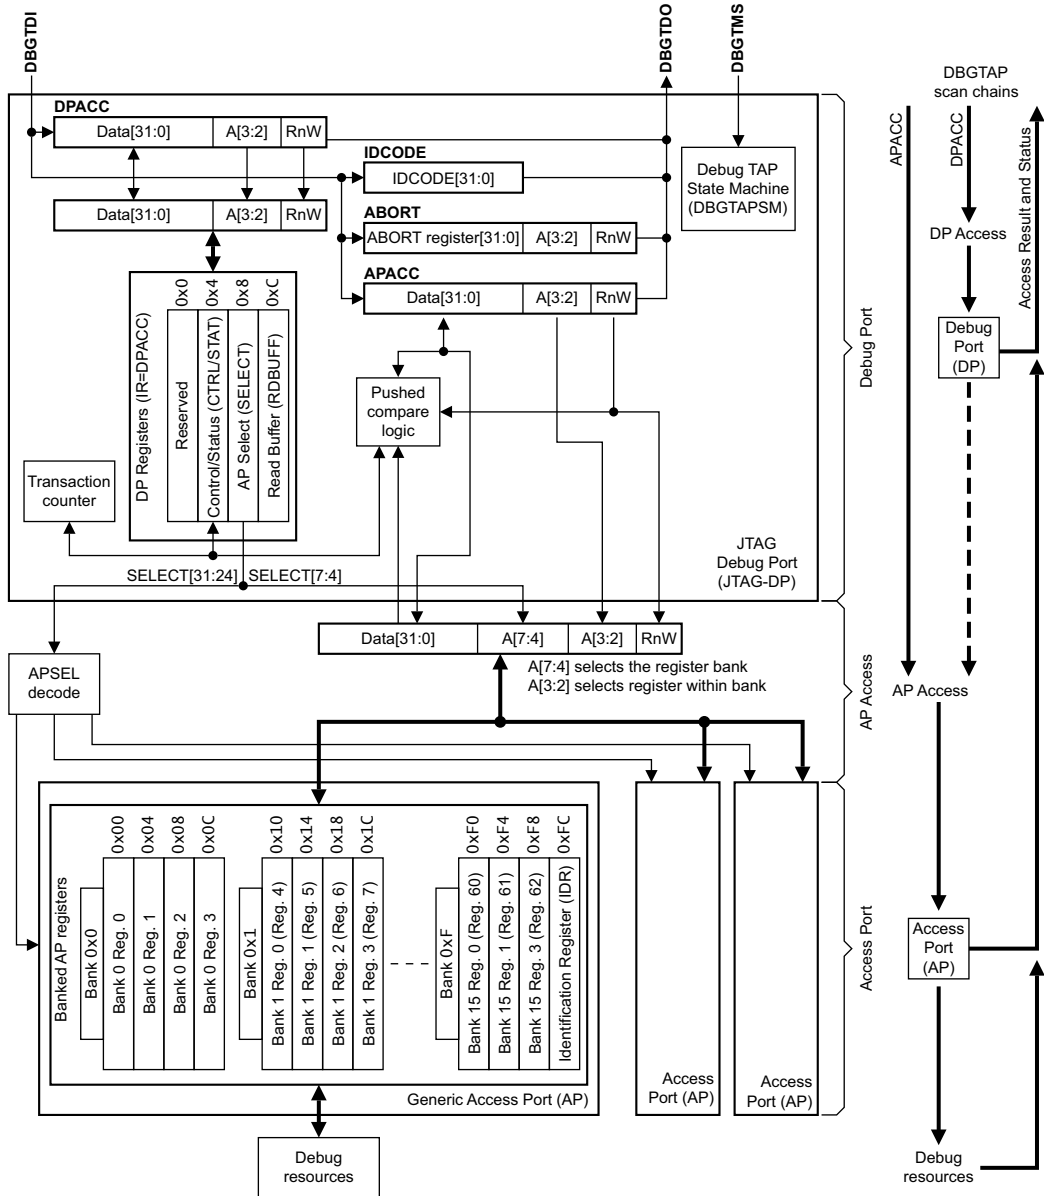 DBGTDI
DBGTDO
DBGTMS
DBGTAP
scan chains
DPACC
Data[31:0] A[3:2] RnW
IDCODE
IDCODE[31:0]
Data[31:0] A[3:2] RnW
ABORT
ABORT register[31:0] A[3:2] RnW
APACC
Data[31:0] A[3:2] RnW
Debug TAP
State Machine
(DBGTAPSM)
DP Registers (IR=DPACC)
0x0
0x4
0x8
0xC
Reserved
Control/Status (CTRL/STAT)
AP Select (SELECT)
Read Buffer (RDBUFF)
Pushed
compare
logic
Transaction
counter
JTAG
Debug Port
(JTAG-DP)
SELECT[31:24] SELECT[7:4]
Debug Port
APACC
DPACC
Access Result and Status
DP Access
Debug
Port
(DP)
Data[31:0] A[7:4] A[3:2] RnW
A[7:4] selects the register bank
A[3:2] selects register within bank
APSEL
decode
AP Access
AP Access
Banked AP registers
Bank 0x0
0x00
0x04
0x08
0x0C
Bank 0 Reg. 0
Bank 0 Reg. 1
Bank 0 Reg. 2
Bank 0 Reg. 3
Bank 0x1
0x10
0x14
0x18
0x1C
Bank 1 Reg. 0 (Reg. 4)
Bank 1 Reg. 1 (Reg. 5)
Bank 1 Reg. 2 (Reg. 6)
Bank 1 Reg. 3 (Reg. 7)
Bank 0xF
0xF0
0xF4
0xF8
0xFC
Bank 15 Reg. 0 (Reg. 60)
Bank 15 Reg. 1 (Reg. 61)
Bank 15 Reg. 3 (Reg. 62)
Identification Register (IDR)
Generic Access Port (AP)
Access
Port (AP)
Access
Port (AP)
Access Port
Access
Port
(AP)
Debug
resources
Debug
resources